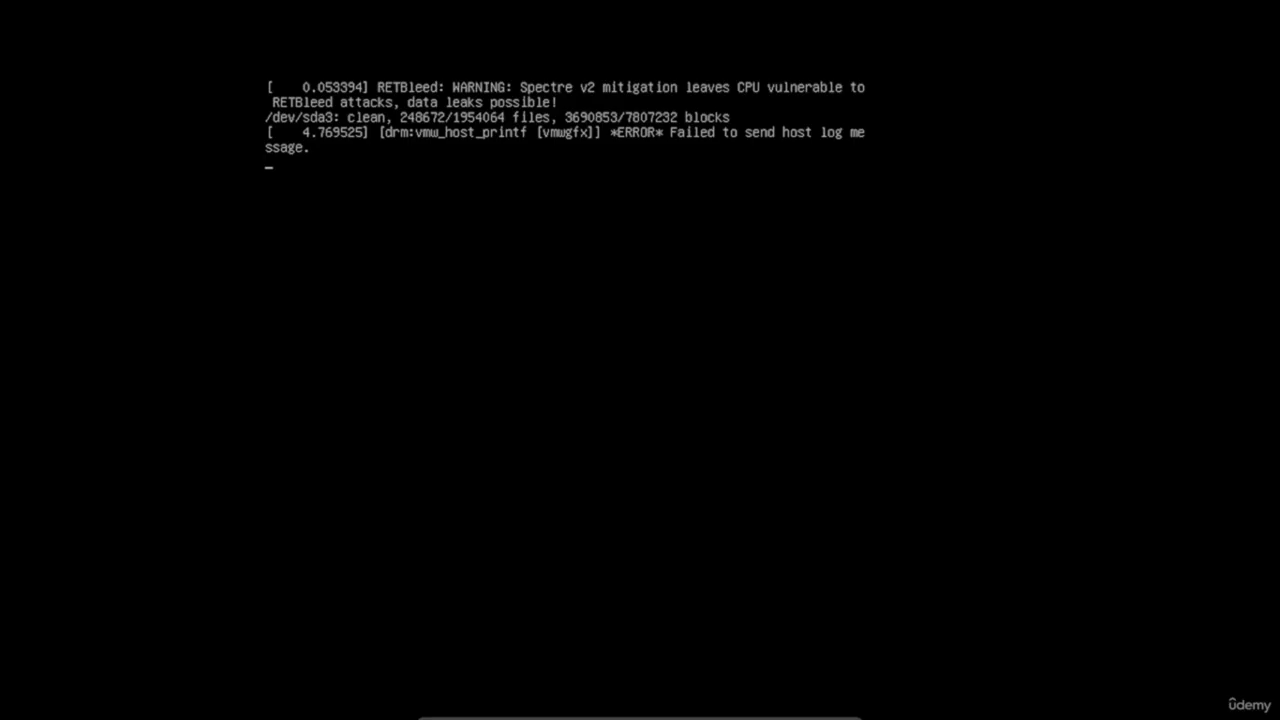 [    0.053394] RETBleed: WARNING: Spectre v2 mitigation leaves CPU vulnerable to
 RETBleed attacks, data leaks possible!
/dev/sda3: clean, 248672/1954064 files, 3690853/7807232 blocks
[    4.769525] [drm:vmw_host_printf [vmwgfx]] *ERROR* Failed to send host log me
ssage.
_
ûdemy